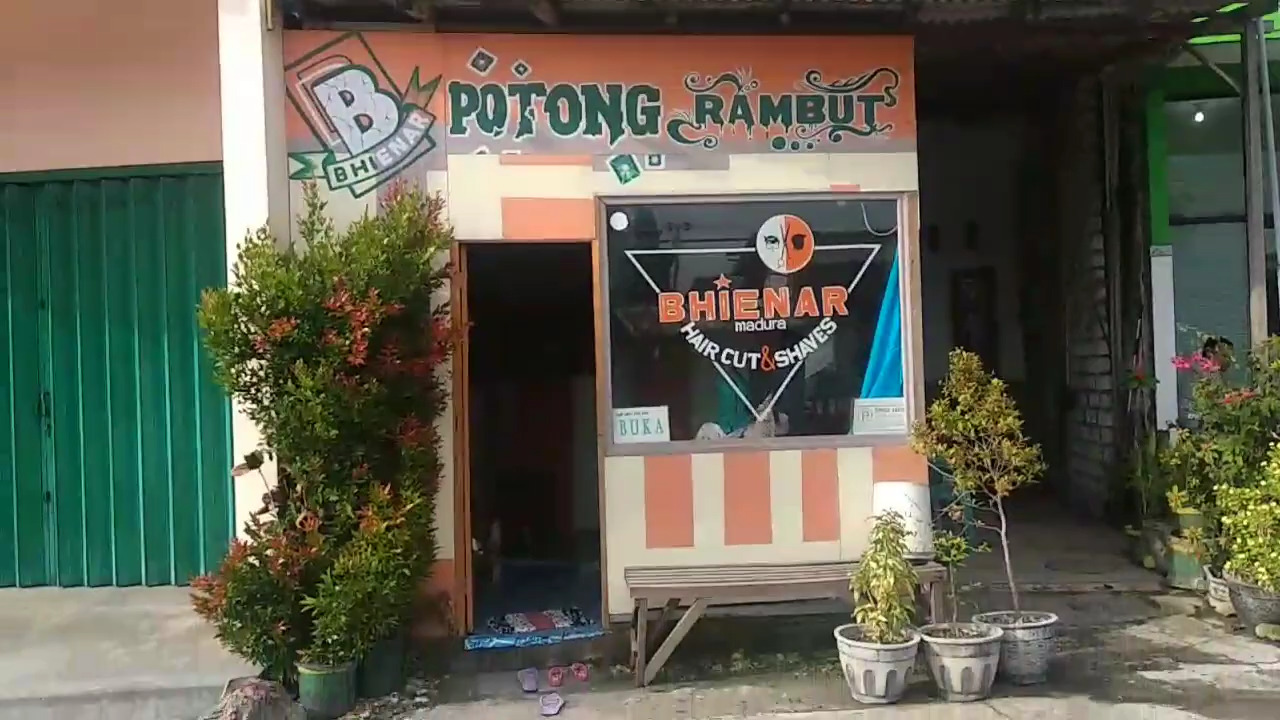 B
BHIENAR
POTONG RAMBUT
BHiENAR
madura
HAIR CUT & SHAVES
BUKA